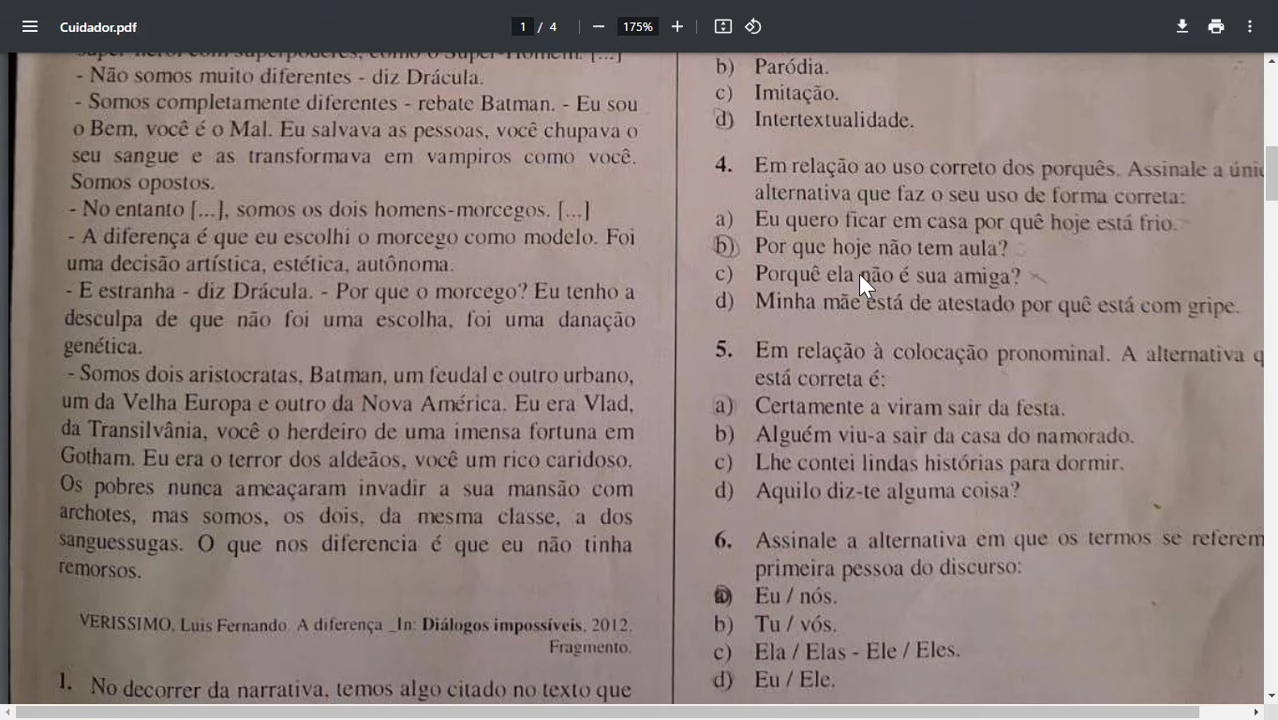 Cuidador.pdf
1 / 4
175%
super-herói com superpoderes, como o Super-Homem. [...]
- Não somos muito diferentes - diz Drácula.
- Somos completamente diferentes - rebate Batman. - Eu sou
o Bem, você é o Mal. Eu salvava as pessoas, você chupava o
seu sangue e as transformava em vampiros como você.
Somos opostos.
- No entanto [...], somos os dois homens-morcegos. [...]
- A diferença é que eu escolhi o morcego como modelo. Foi
uma decisão artística, estética, autônoma.
- E estranha - diz Drácula. - Por que o morcego? Eu tenho a
desculpa de que não foi uma escolha, foi uma danação
genética.
- Somos dois aristocratas, Batman, um feudal e outro urbano,
um da Velha Europa e outro da Nova América. Eu era Vlad,
da Transilvânia, você o herdeiro de uma imensa fortuna em
Gotham. Eu era o terror dos aldeãos, você um rico caridoso.
Os pobres nunca ameaçaram invadir a sua mansão com
archotes, mas somos, os dois, da mesma classe, a dos
sanguessugas. O que nos diferencia é que eu não tinha
remorsos.
VERISSIMO, Luis Fernando. A diferença _In: Diálogos impossíveis, 2012.
Fragmento.
1. No decorrer da narrativa, temos algo citado no texto que
b) Paródia.
c) Imitação.
d) Intertextualidade.
4. Em relação ao uso correto dos porquês. Assinale a úni
alternativa que faz o seu uso de forma correta:
a) Eu quero ficar em casa por quê hoje está frio.
b) Por que hoje não tem aula?
c) Porquê ela não é sua amiga?
d) Minha mãe está de atestado por quê está com gripe.
5. Em relação à colocação pronominal. A alternativa q
está correta é:
a) Certamente a viram sair da festa.
b) Alguém viu-a sair da casa do namorado.
c) Lhe contei lindas histórias para dormir.
d) Aquilo diz-te alguma coisa?
6. Assinale a alternativa em que os termos se referem
primeira pessoa do discurso:
a) Eu / nós.
b) Tu / vós.
c) Ela / Elas - Ele / Eles.
d) Eu / Ele.